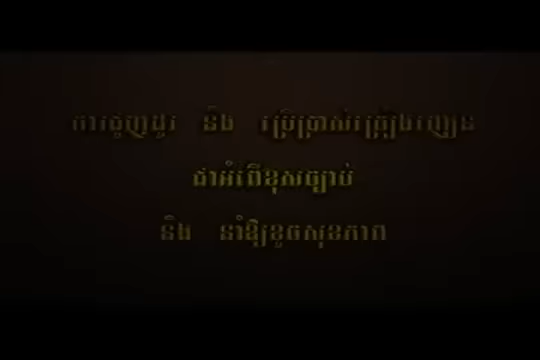 ការជួញដូរ និង ប្រើប្រាស់គ្រឿងញៀន
ជាអំពើខុសច្បាប់
និង នាំឱ្យខូចសុខភាព